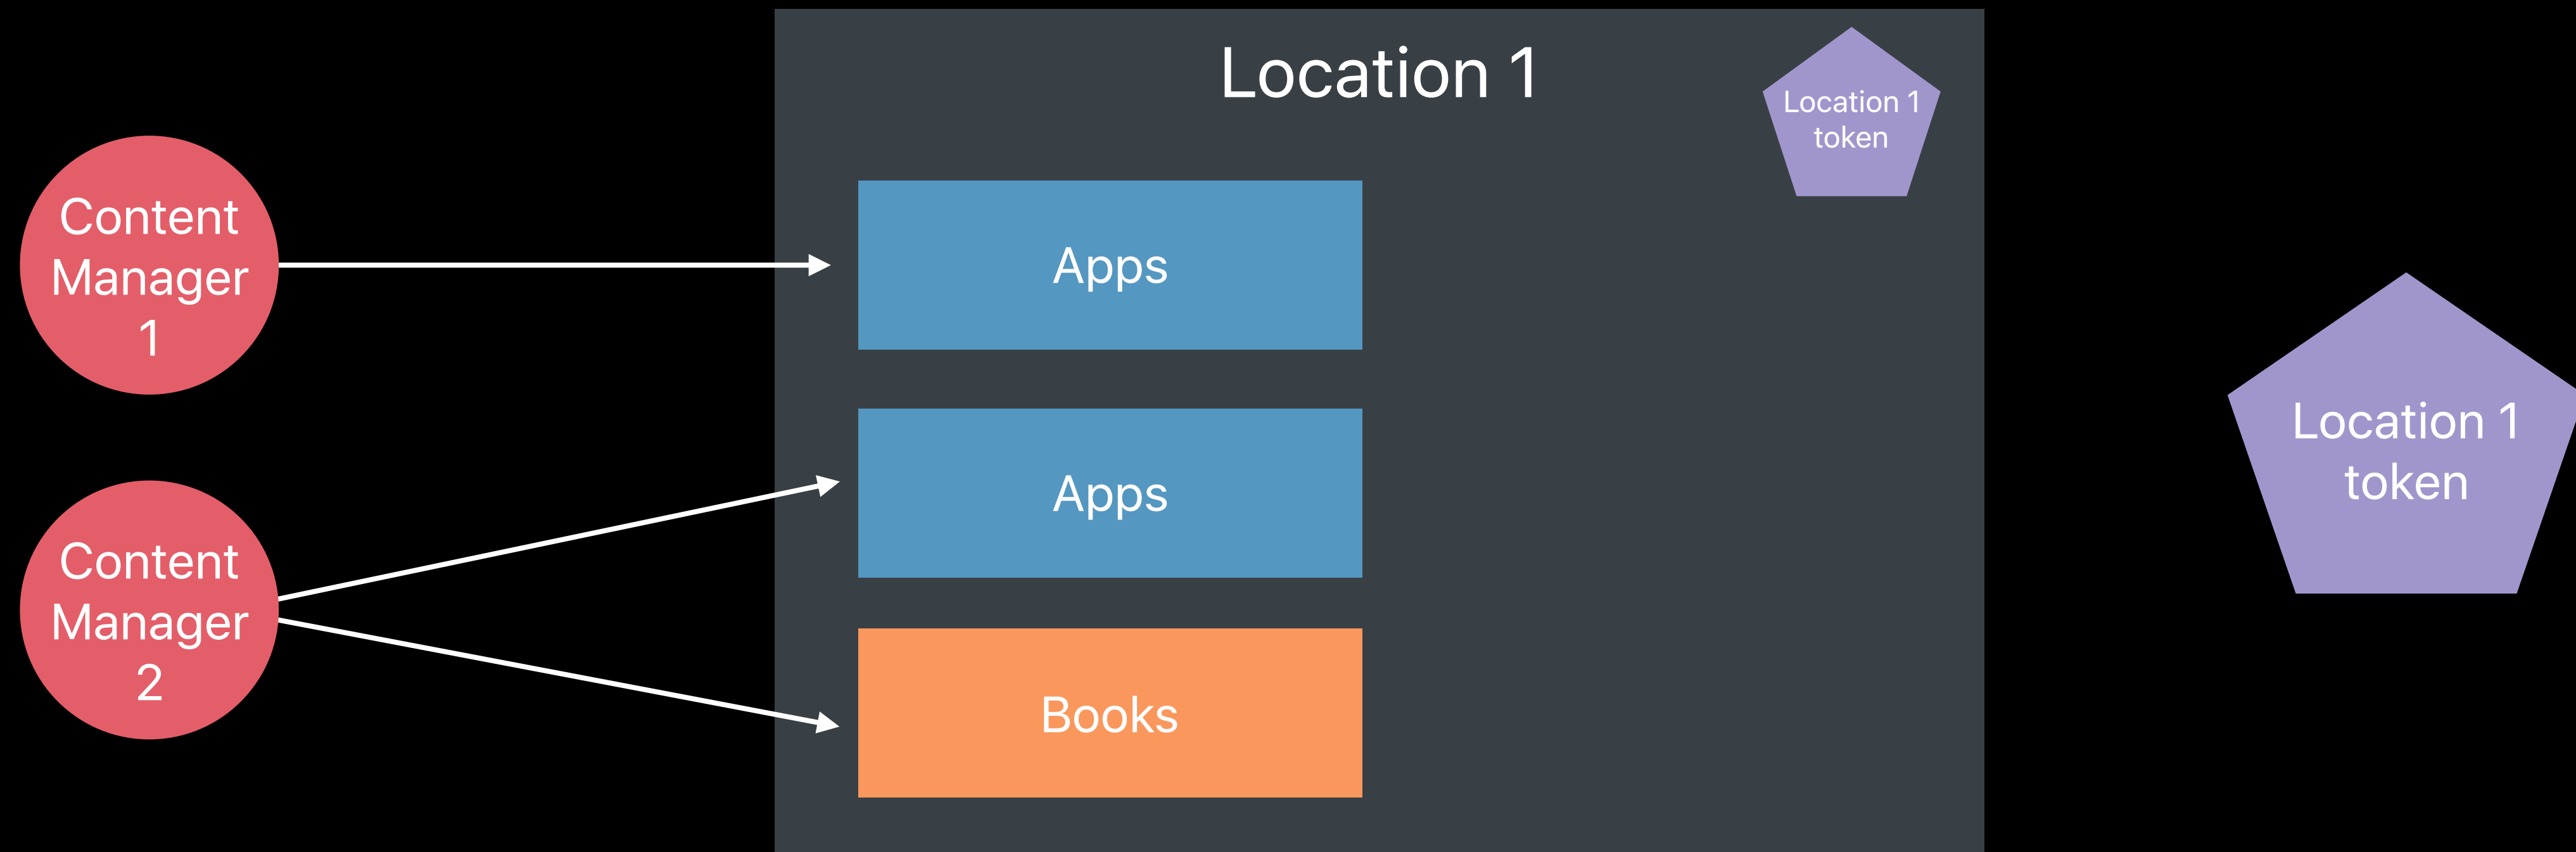 Location 1
Location 1
token
Content
Manager
1
Apps
Content
Manager
2
Apps
Books
Location 1
token